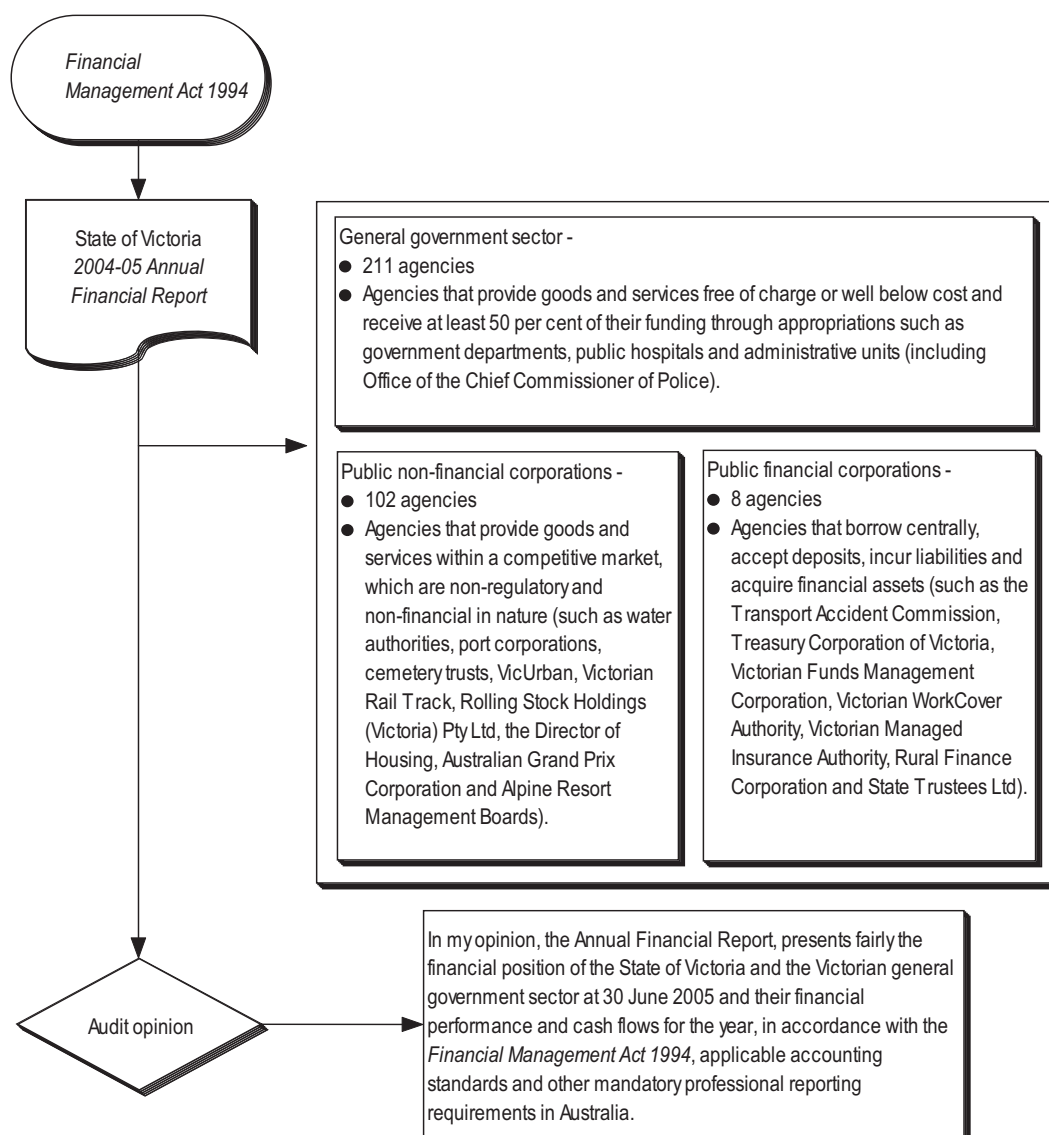 Financial
Management Act 1994
State of Victoria
2004-05 Annual
Financial Report
General government sector -
● 211 agencies
● Agencies that provide goods and services free of charge or well below cost and
receive at least 50 per cent of their funding through appropriations such as
government departments, public hospitals and administrative units (including
Office of the Chief Commissioner of Police).
Public non-financial corporations -
● 102 agencies
● Agencies that provide goods and
services within a competitive market,
which are non-regulatory and
non-financial in nature (such as water
authorities, port corporations,
cemetery trusts, VicUrban, Victorian
Rail Track, Rolling Stock Holdings
(Victoria) Pty Ltd, the Director of
Housing, Australian Grand Prix
Corporation and Alpine Resort
Management Boards).
Public financial corporations -
● 8 agencies
● Agencies that borrow centrally,
accept deposits, incur liabilities and
acquire financial assets (such as the
Transport Accident Commission,
Treasury Corporation of Victoria,
Victorian Funds Management
Corporation, Victorian WorkCover
Authority, Victorian Managed
Insurance Authority, Rural Finance
Corporation and State Trustees Ltd).
Audit opinion
In my opinion, the Annual Financial Report, presents fairly the
financial position of the State of Victoria and the Victorian general
government sector at 30 June 2005 and their financial
performance and cash flows for the year, in accordance with the
Financial Management Act 1994, applicable accounting
standards and other mandatory professional reporting
requirements in Australia.